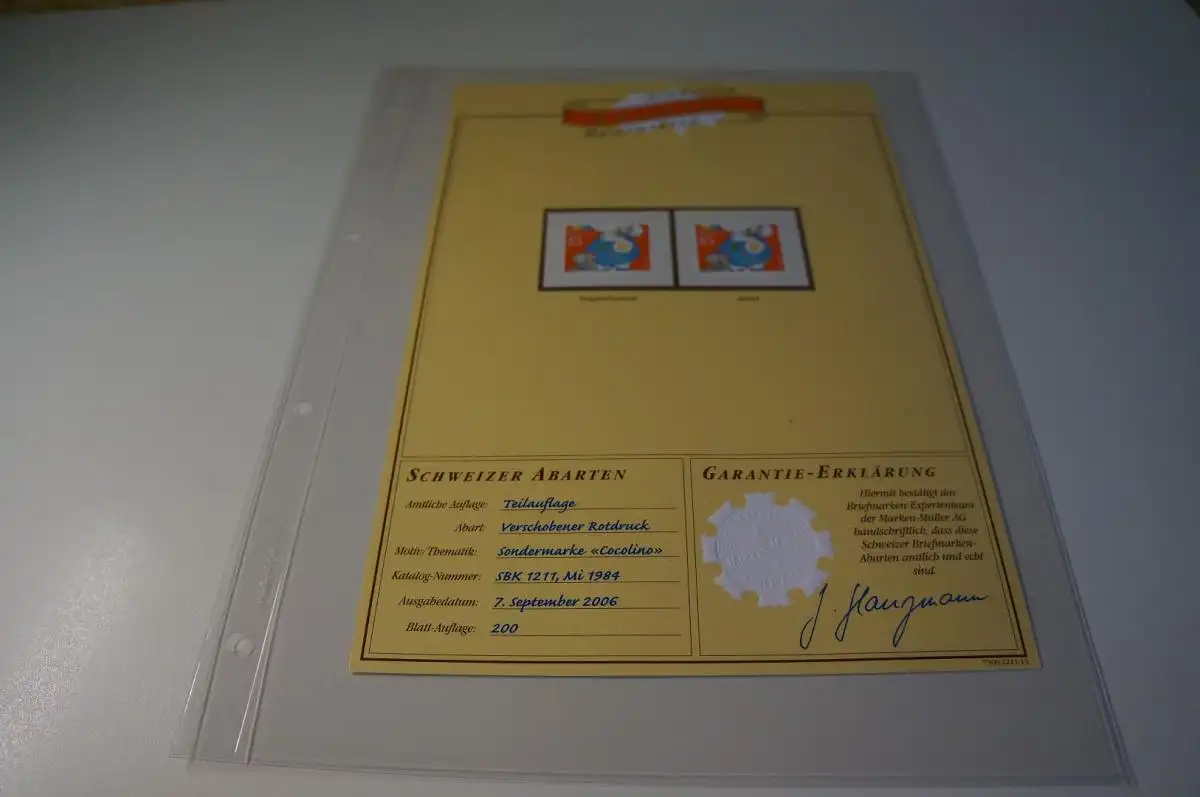 SCHWEIZER ABARTEN
Amtliche Auflage: Teilauflage
Abart: Verschobener Rotdruck
Motiv/Thematik: Sondermarke «Cocolino»
Katalog-Nummer: SBK 1211, Mi 1984
Ausgabedatum: 7. September 2006
Blatt-Auflage: 200
GARANTIE-ERKLÄRUNG
Hiermit bestätigt das
Briefmarken-Expertenteam
der Marken-Müller AG
handschriftlich, dass diese
Schweizer Briefmarken-
Abarten amtlich und echt
sind.